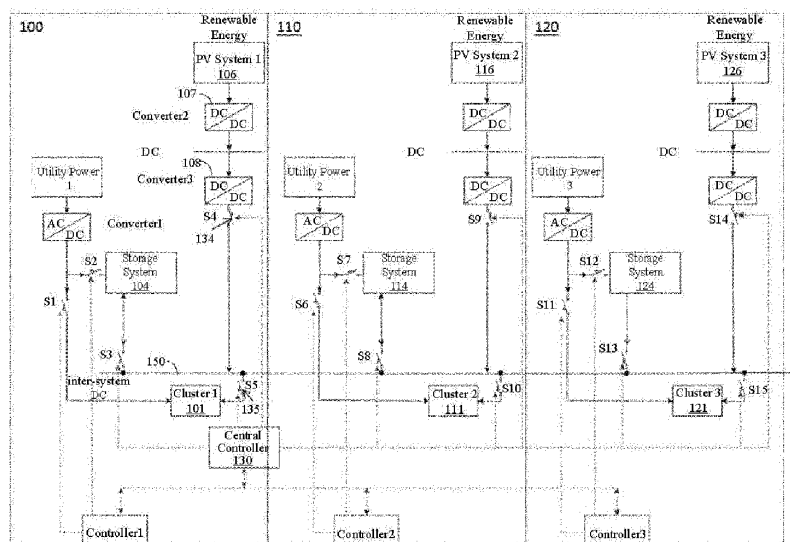 100
Renewable
Energy
PV System 1
106
107
Converter2
DC
DC
DC
108
Converter3
DC
DC
Utility Power
1
AC
DC
Converter1
S4
134
S2
Storage
System
104
S1
S3
150
inter-system
DC
Cluster 1
101
S5
135
Central
Controller
130
Controller1
110
Renewable
Energy
PV System 2
116
DC
DC
DC
DC
DC
Utility Power
2
AC
DC
S9
S7
Storage
System
114
S6
S8
Cluster 2
111
S10
Controller2
120
Renewable
Energy
PV System 3
126
DC
DC
DC
DC
DC
Utility Power
3
AC
DC
S14
S12
Storage
System
124
S11
S13
Cluster 3
121
S15
Controller3